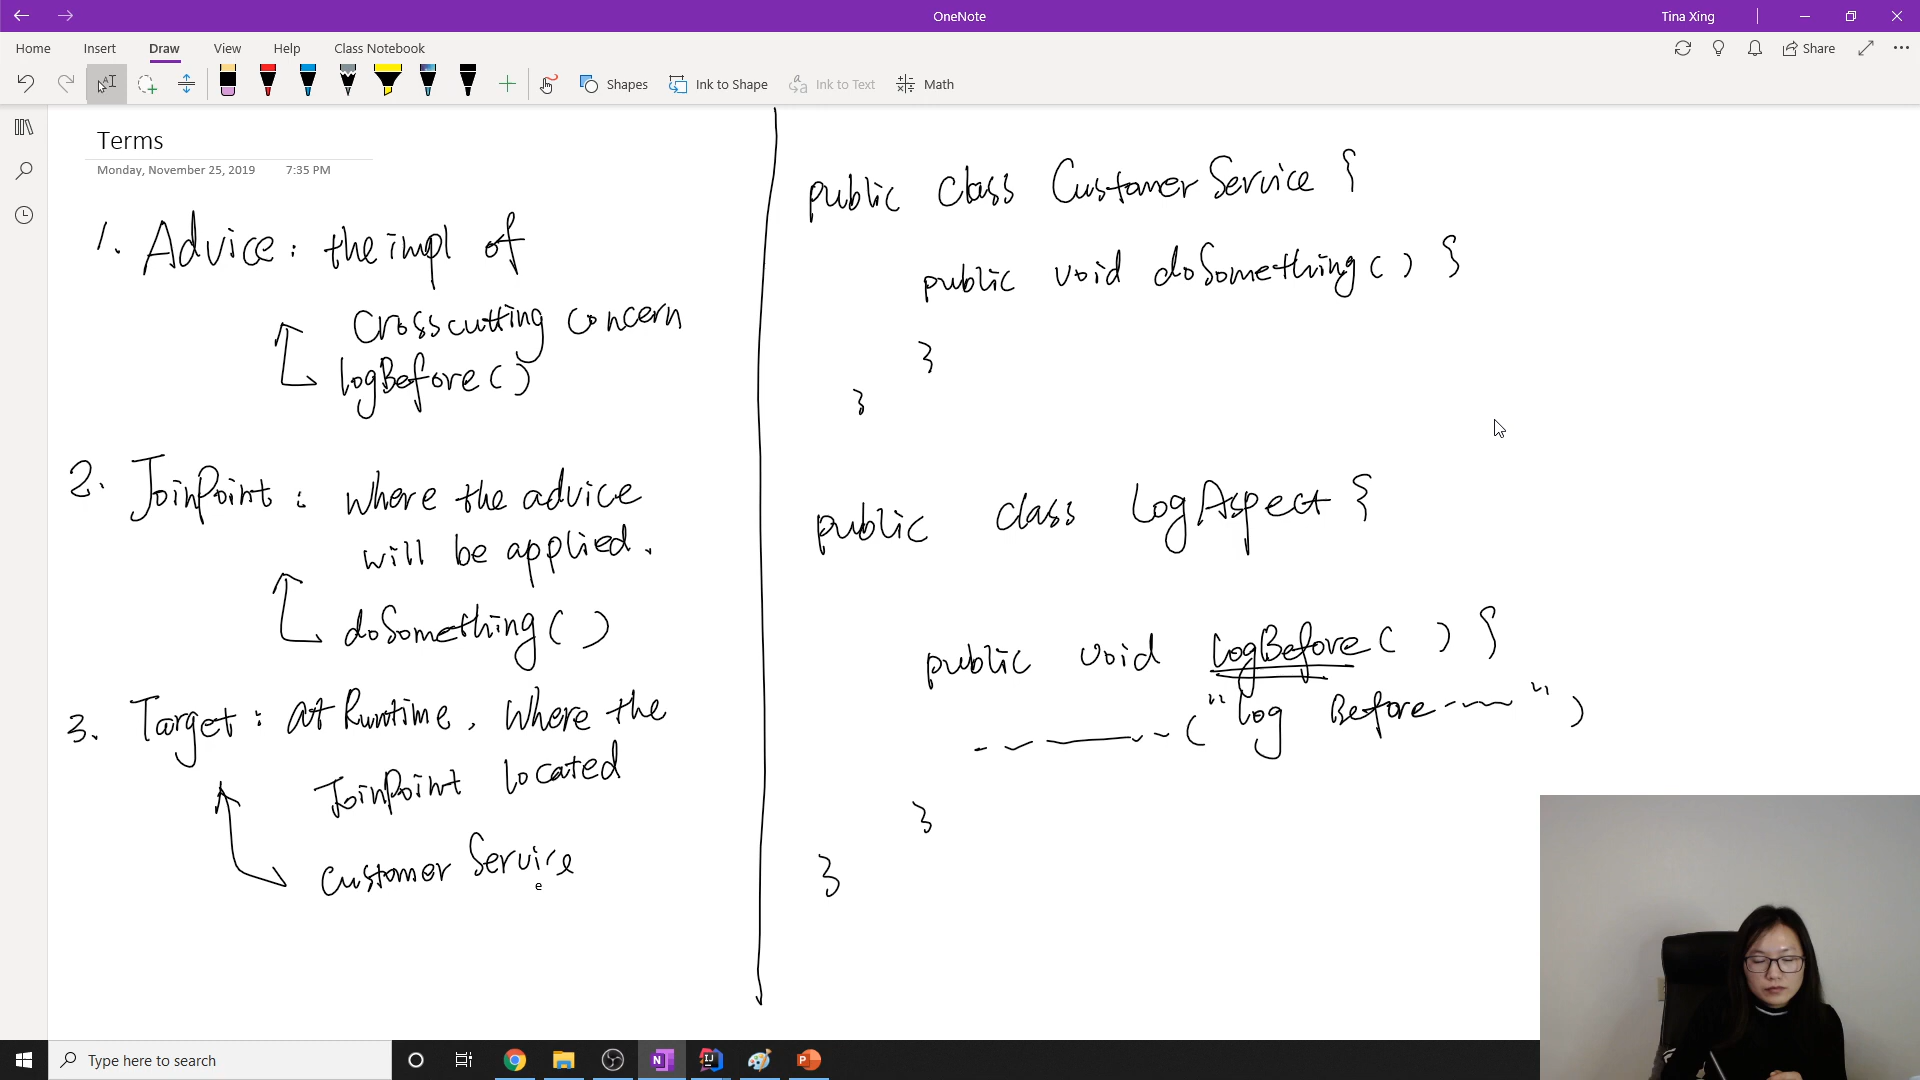 OneNote
Tina Xing
Home Insert Draw View Help Class Notebook
Share
Shapes Ink to Shape Ink to Text Math
Terms
Monday, November 25, 2019 7:35 PM
1. Advice: the impl of
Crosscutting concern
logBefore()
2. JoinPoint: where the advice
will be applied.
doSomething()
3. Target: at Runtime, Where the
JoinPoint located
Customer Service
e
public class CustomerService {
public void doSomething() {
}
}
public class LogAspect {
public void logBefore( ) {
---------("log Before----")
}
}
Type here to search